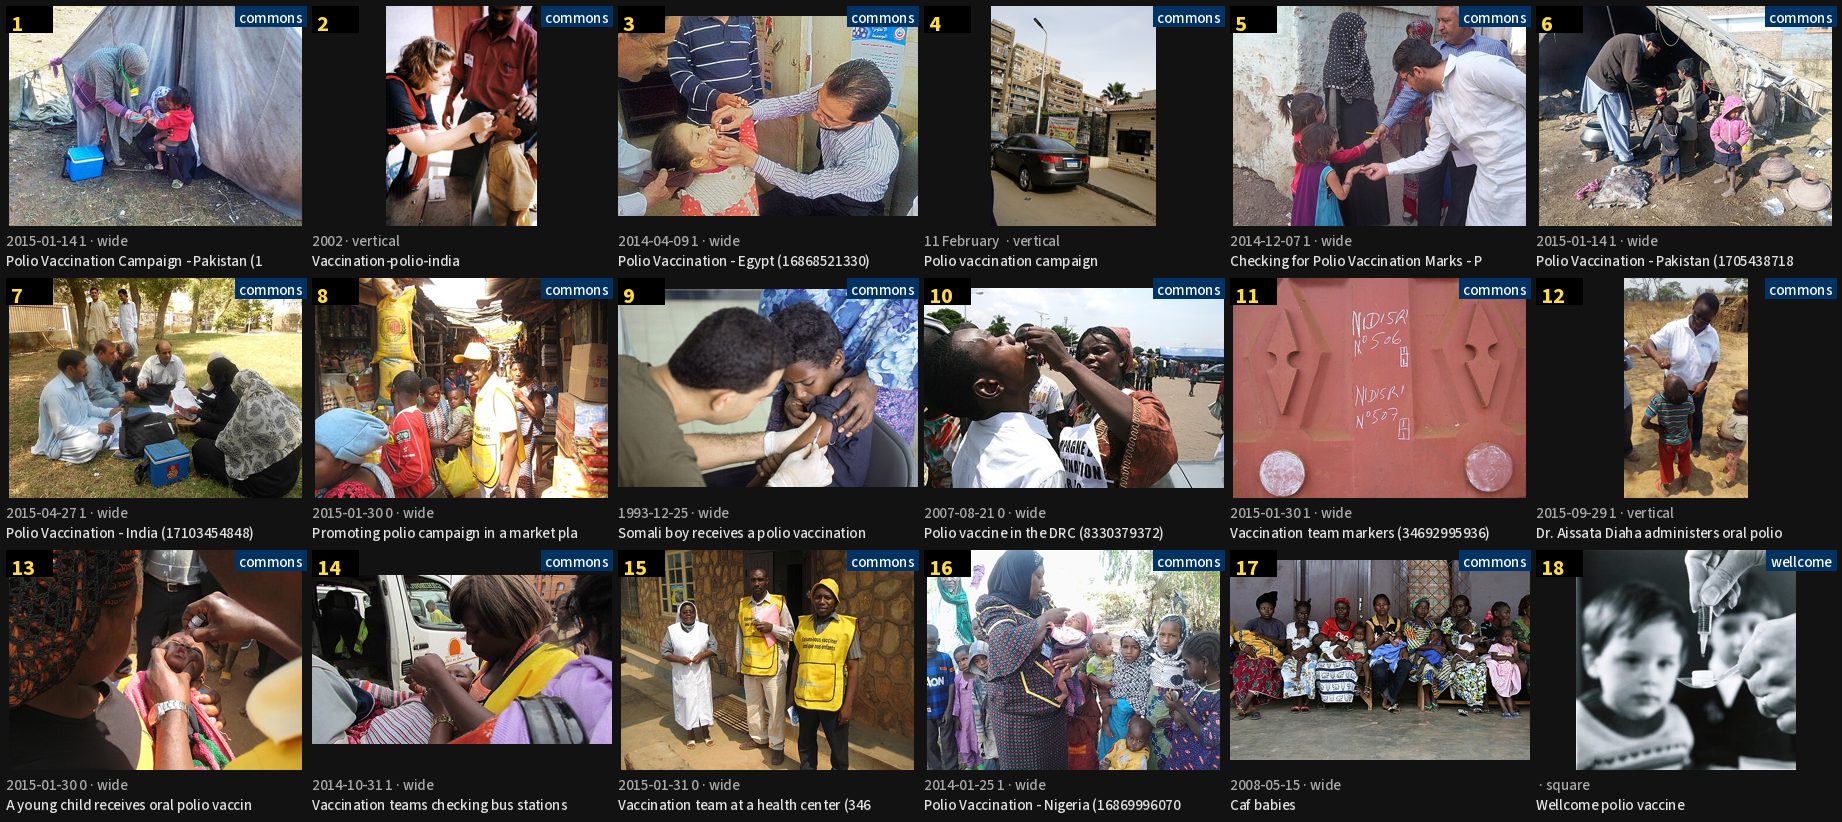 1
commons
2015-01-14 1 · wide
Polio Vaccination Campaign - Pakistan (1
2
commons
2002 · vertical
Vaccination-polio-india
3
commons
2014-04-09 1 · wide
Polio Vaccination - Egypt (16868521330)
4
commons
11 February · vertical
Polio vaccination campaign
5
commons
2014-12-07 1 · wide
Checking for Polio Vaccination Marks - P
6
commons
2015-01-14 1 · wide
Polio Vaccination - Pakistan (1705438718
7
commons
2015-04-27 1 · wide
Polio Vaccination - India (17103454848)
8
commons
2015-01-30 0 · wide
Promoting polio campaign in a market pla
9
commons
1993-12-25 · wide
Somali boy receives a polio vaccination
10
commons
2007-08-21 0 · wide
Polio vaccine in the DRC (8330379372)
11
commons
NIDISRI
N°506
NIDISRI
N°507
2015-01-30 1 · wide
Vaccination team markers (34692995936)
12
commons
2015-09-29 1 · vertical
Dr. Aissata Diaha administers oral polio
13
commons
2015-01-30 0 · wide
A young child receives oral polio vaccin
14
commons
2014-10-31 1 · wide
Vaccination teams checking bus stations
15
commons
2015-01-31 0 · wide
Vaccination team at a health center (346
16
commons
2014-01-25 1 · wide
Polio Vaccination - Nigeria (16869996070
17
commons
2008-05-15 · wide
Caf babies
18
wellcome
· square
Wellcome polio vaccine